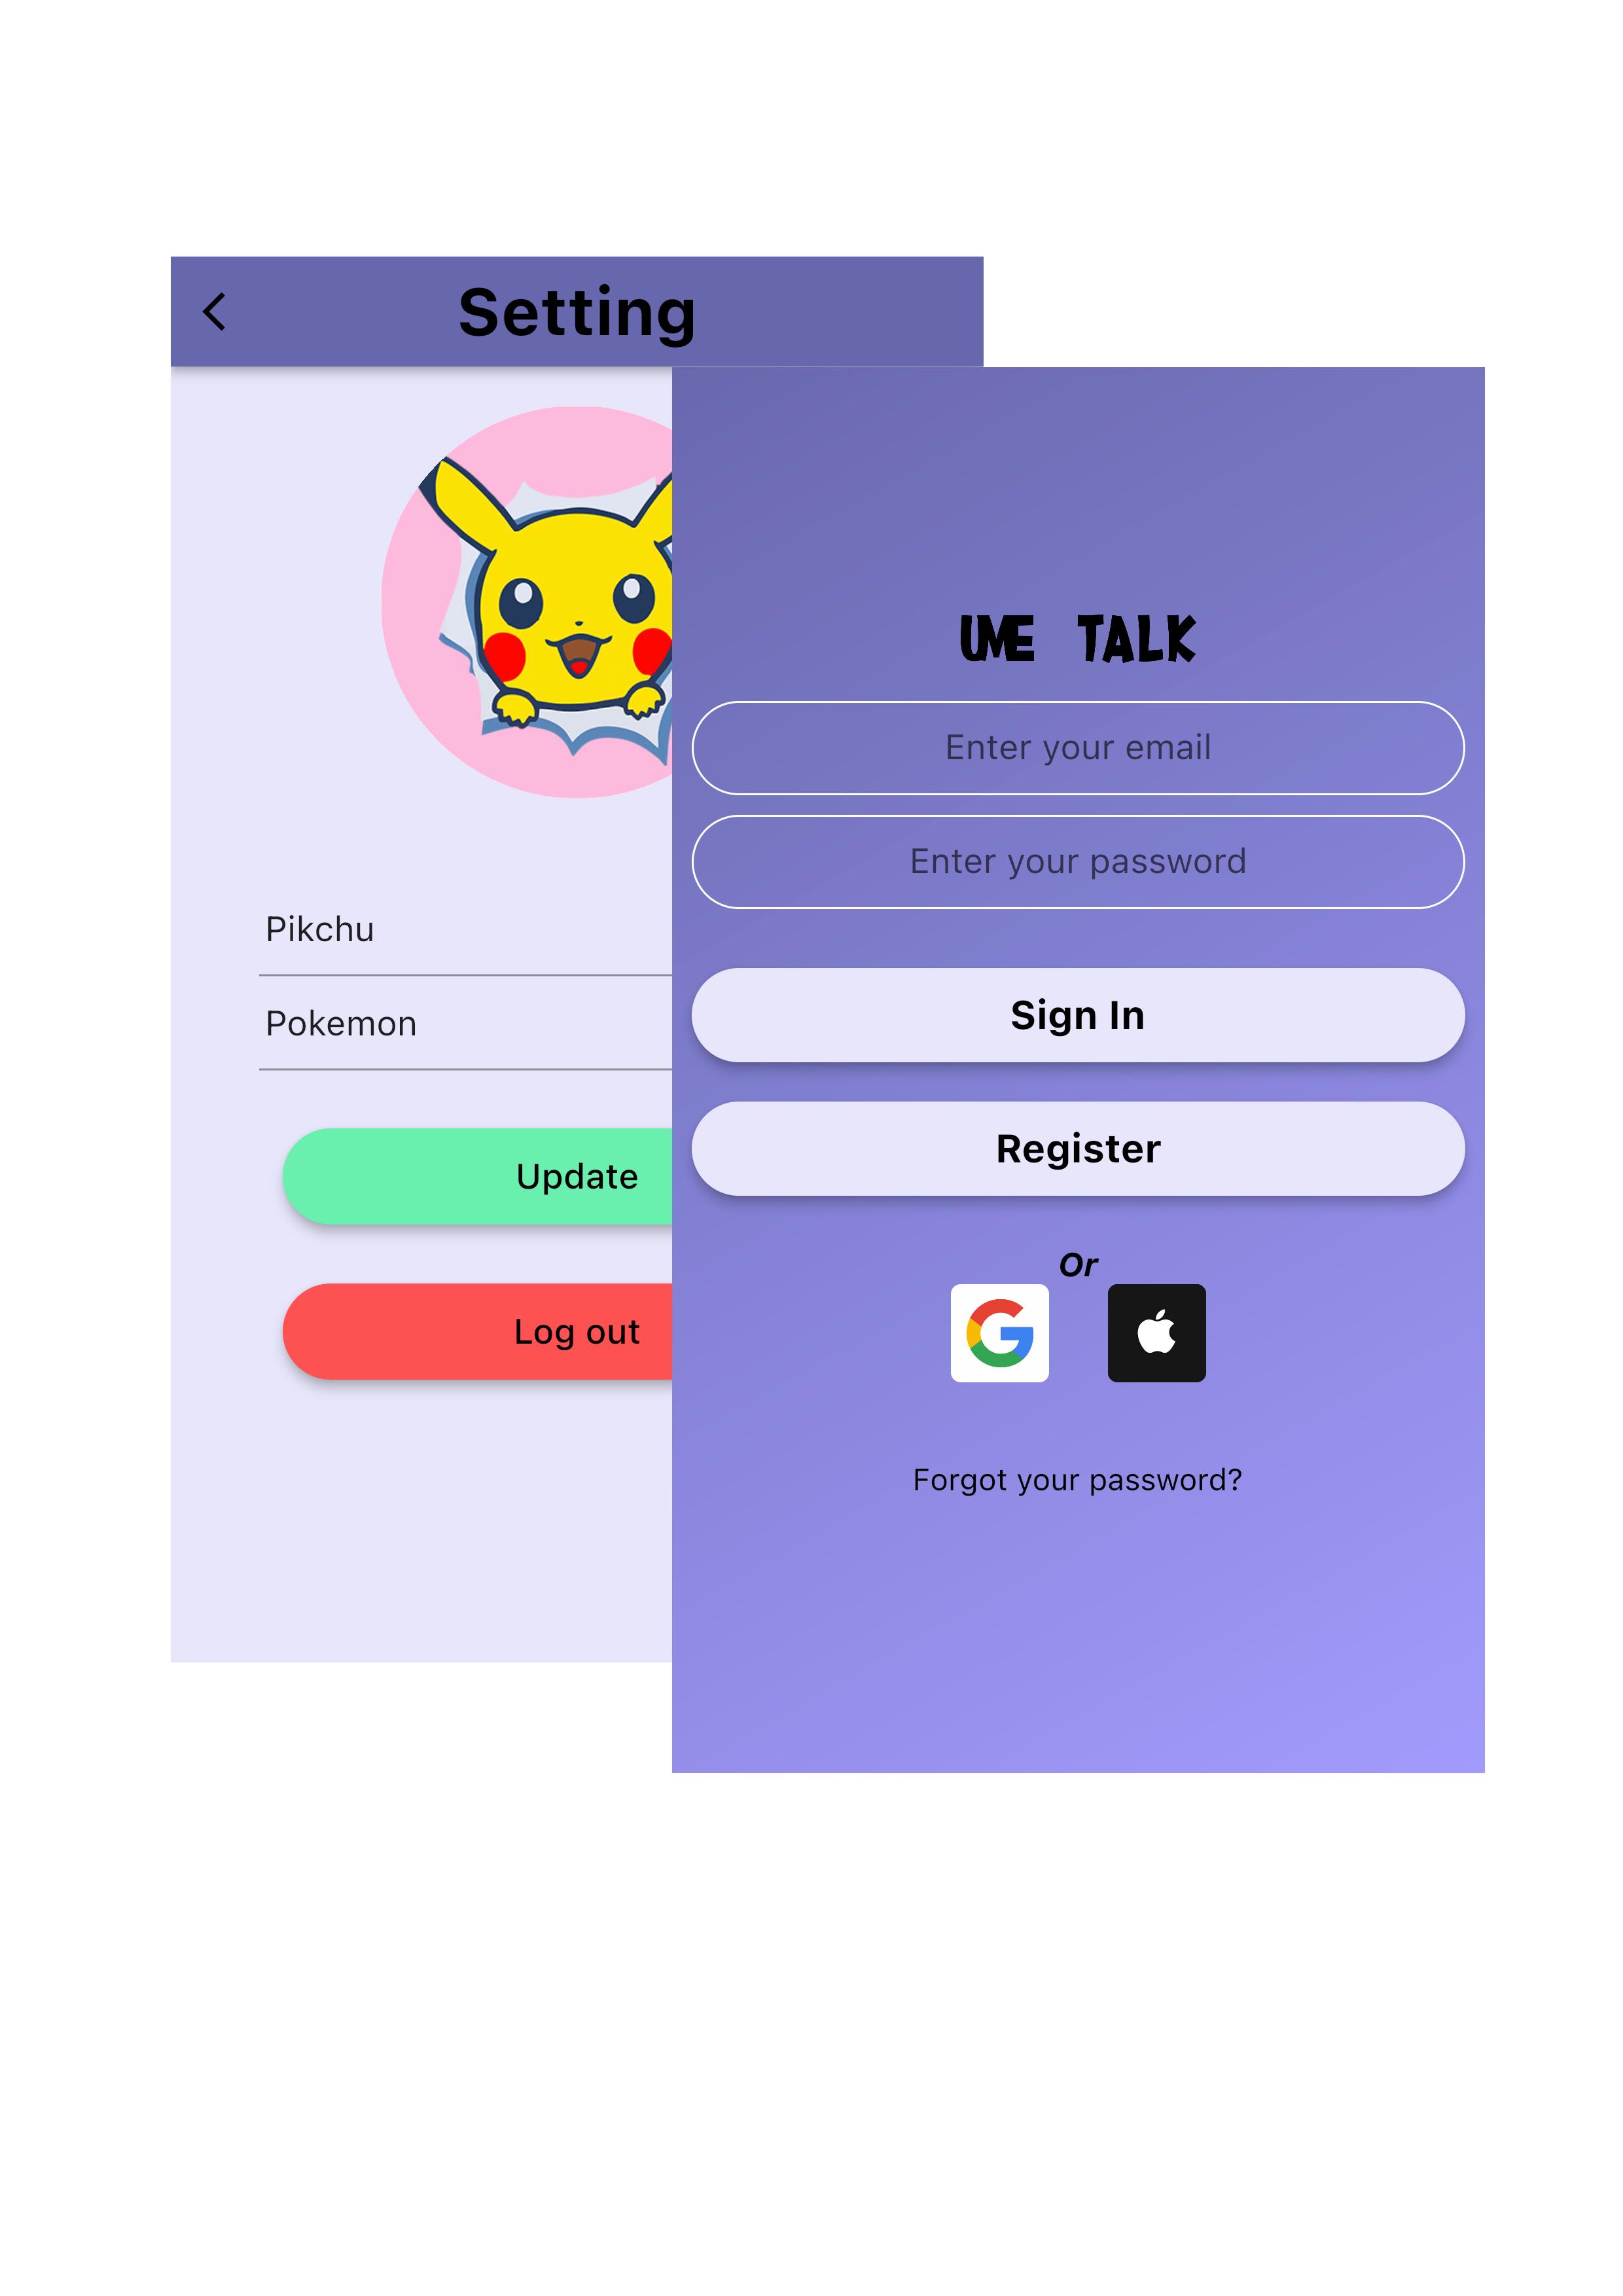 Setting
Pikchu
Pokemon
Update
Log out
UME TALK
Enter your email
Enter your password
Sign In
Register
Or
Forgot your password?